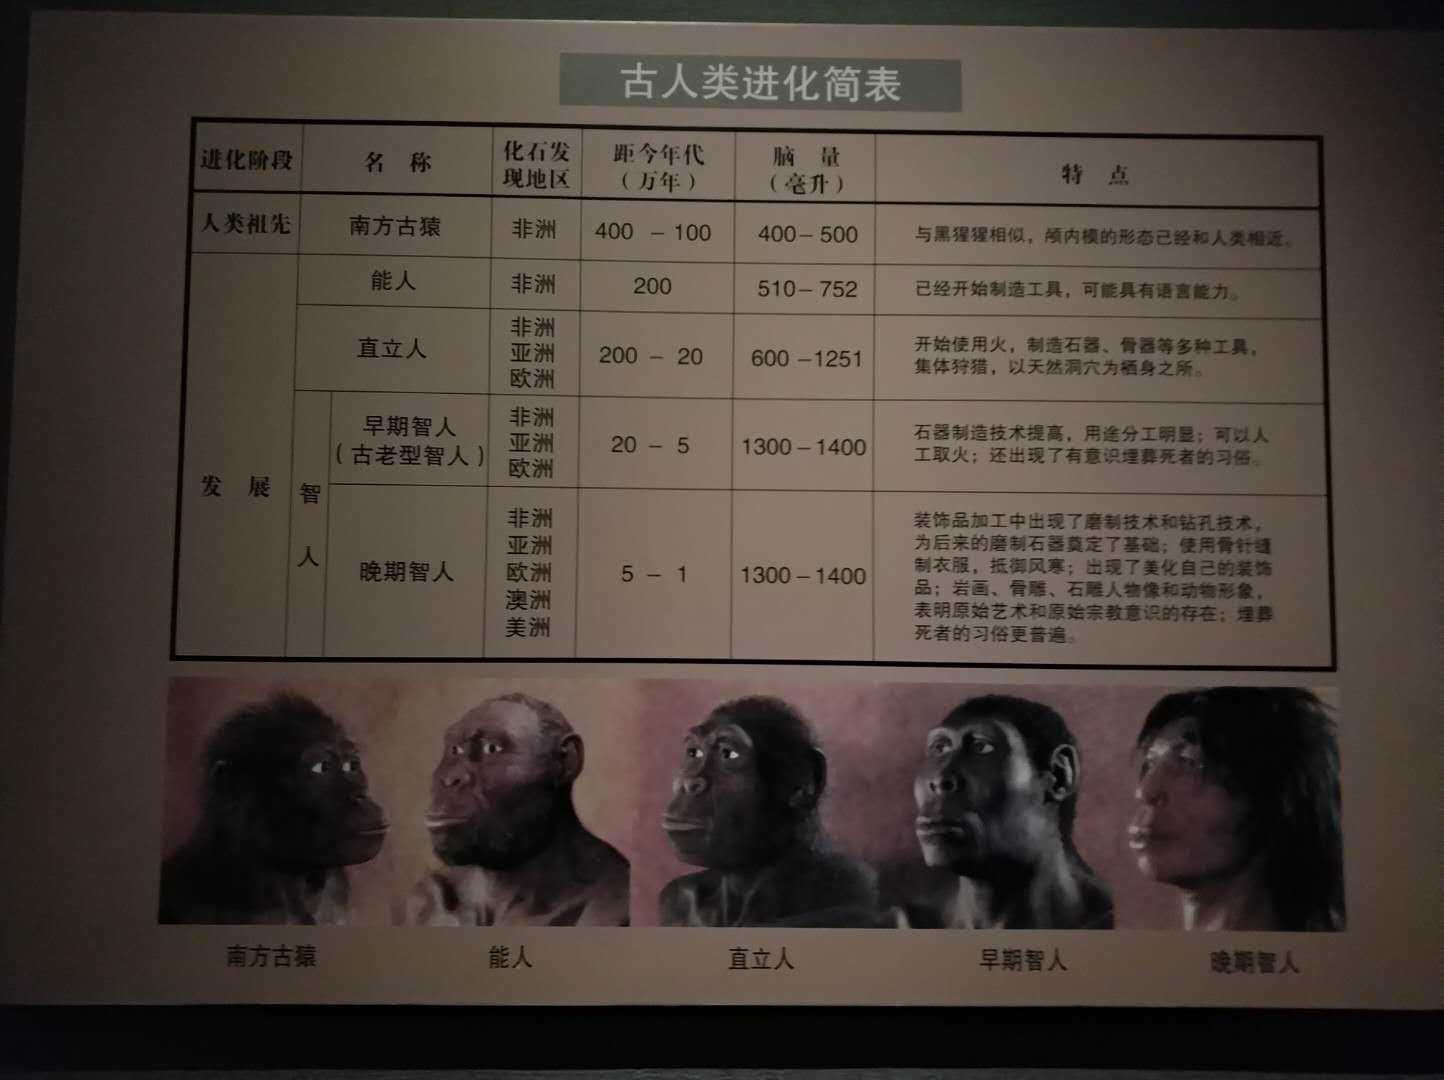 古人类进化简表
进化阶段 名 称 化石发现地区 距今年代（万年） 脑 量（毫升） 特 点
人类祖先 南方古猿 非洲 400 – 100 400 – 500 与黑猩猩相似，颅内模的形态已经和人类相近。
发 展
能人 非洲 200 510 – 752 已经开始制造工具，可能具有语言能力。
直立人
非洲
亚洲
欧洲
200 – 20
600 –1251
开始使用火，制造石器、骨器等多种工具，
集体狩猎，以天然洞穴为栖身之所。
智
人
早期智人
（古老型智人）
非洲
亚洲
欧洲
20 – 5
1300 – 1400
石器制造技术提高，用途分工明显；可以人
工取火；还出现了有意识埋葬死者的习俗。
晚期智人
非洲
亚洲
欧洲
澳洲
美洲
5 – 1
1300 – 1400
装饰品加工中出现了磨制技术和钻孔技术，
为后来的磨制石器奠定了基础；使用骨针缝
制衣服，抵御风寒；出现了美化自己的装饰
品；岩画、骨雕、石雕人物像和动物形象，
表明原始艺术和原始宗教意识的存在；埋葬
死者的习俗更普遍。
南方古猿 能人 直立人 早期智人 晚期智人